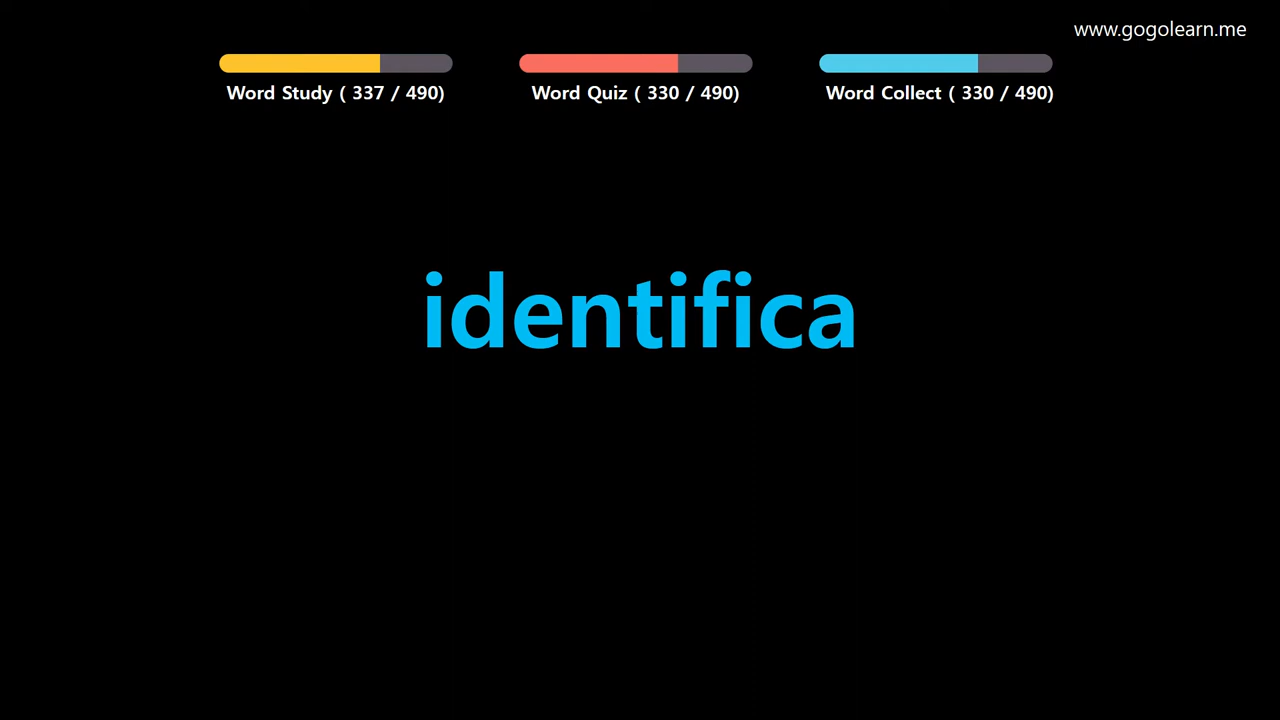 www.gogolearn.me
Word Study ( 337 / 490)
Word Quiz ( 330 / 490)
Word Collect ( 330 / 490)
identifica